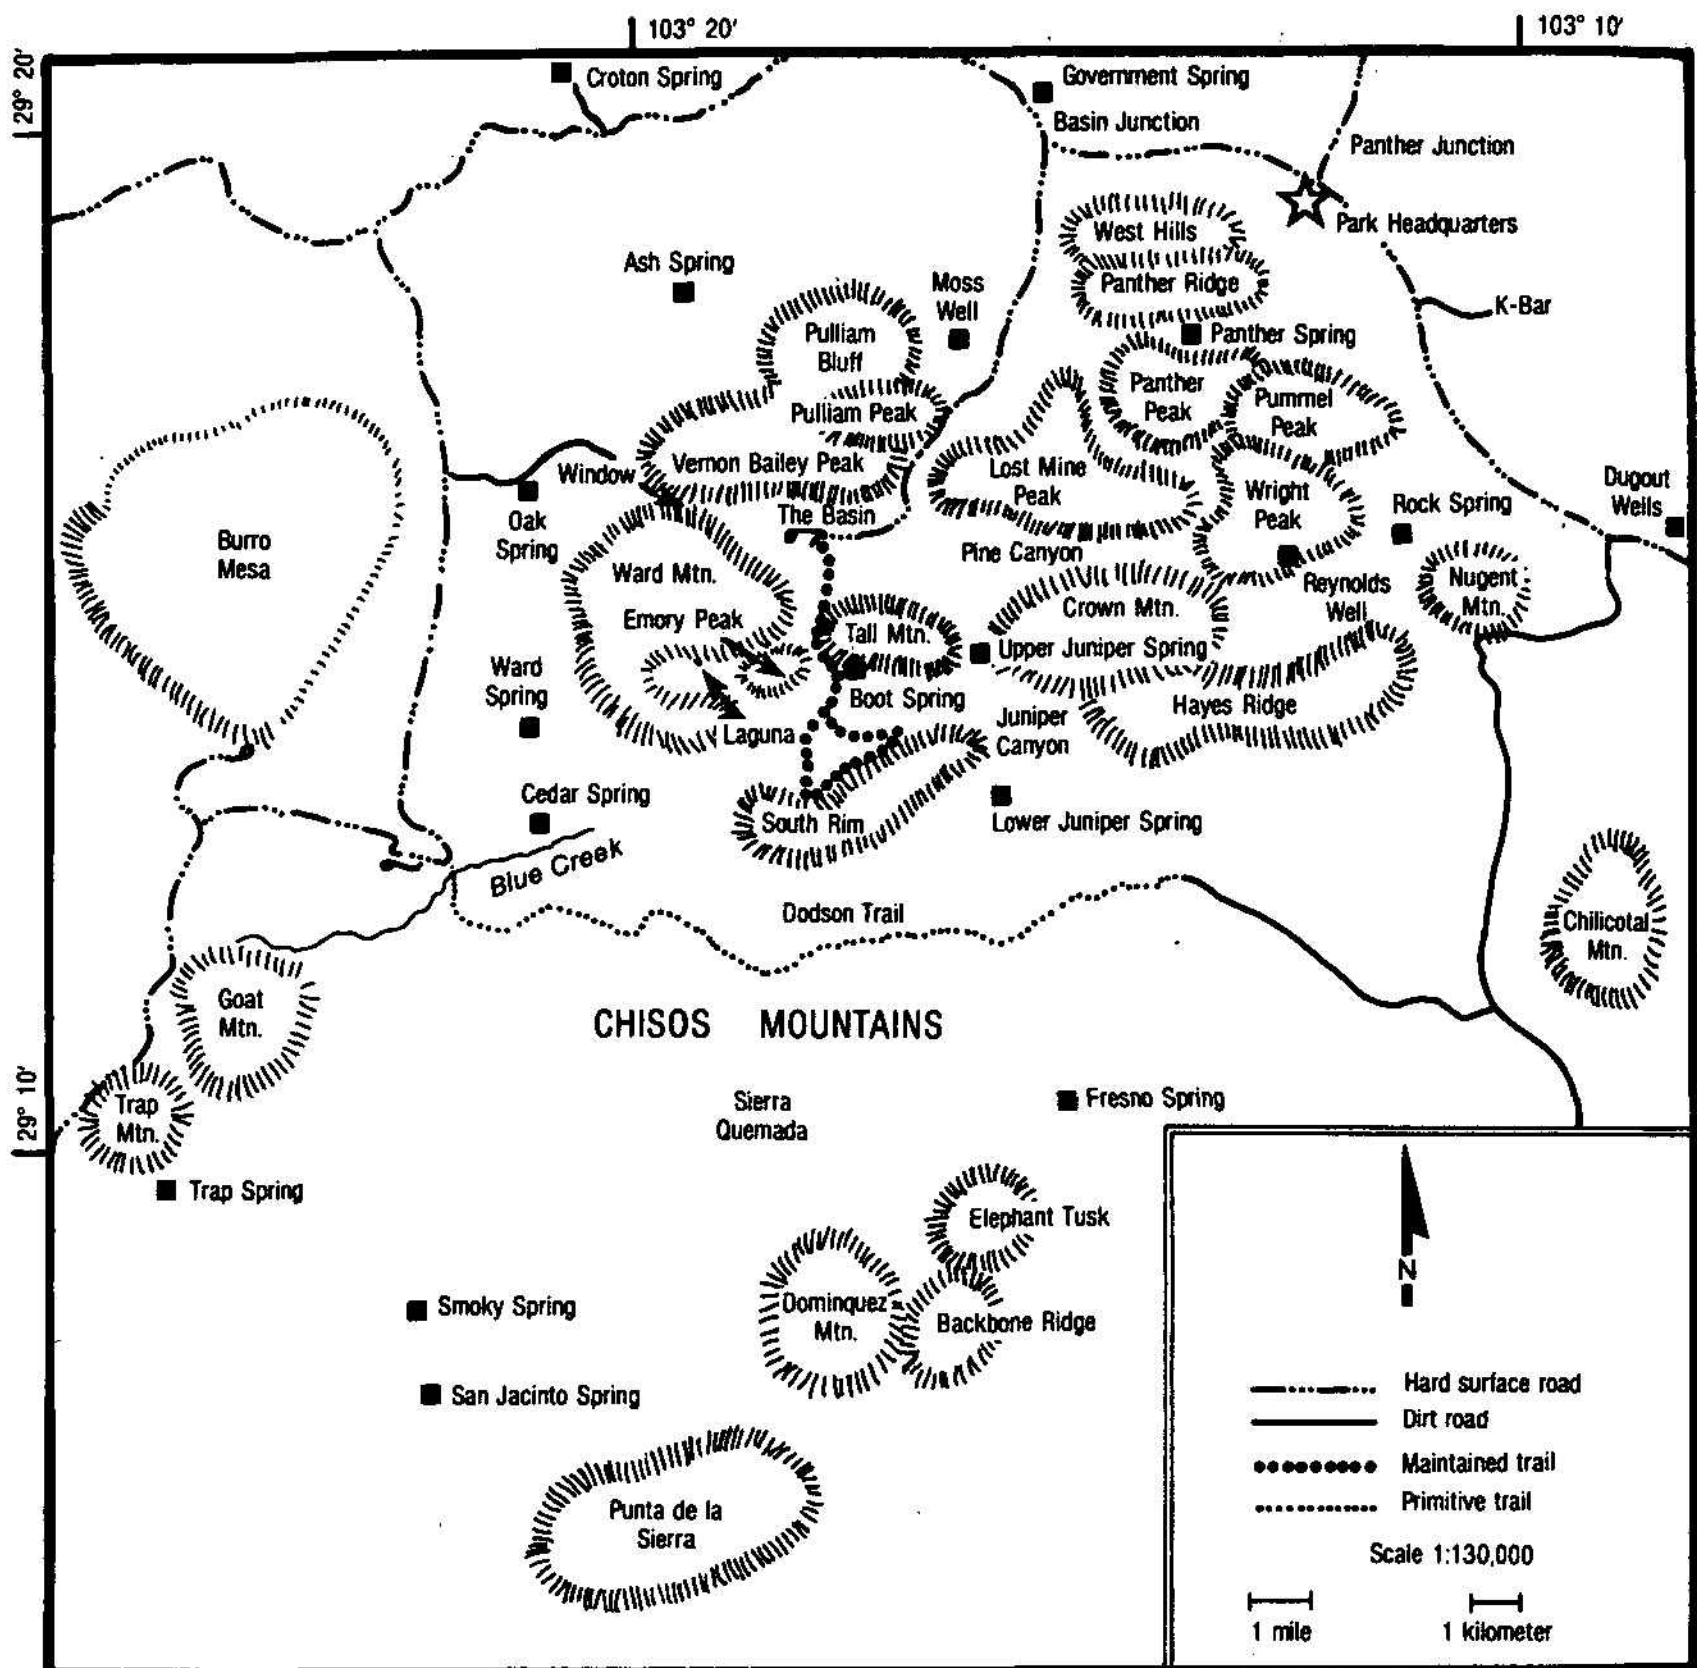 103° 20'
103° 10'
29° 20'
Croton Spring
Government Spring
Basin Junction
Panther Junction
Park Headquarters
West Hills
Ash Spring
Moss
Well
Panther Ridge
K-Bar
Pulliam
Bluff
Panther Spring
Panther
Peak
Pummel
Peak
Pulliam Peak
Window
Vernon Bailey Peak
Lost Mine
Peak
Wright
Peak
Rock Spring
Dugout
Wells
The Basin
Oak
Spring
Burro
Mesa
Pine Canyon
Ward Mtn.
Reynolds
Well
Nugent
Mtn.
Emory Peak
Tall Mtn.
Crown Mtn.
Upper Juniper Spring
Ward
Spring
Boot Spring
Hayes Ridge
Laguna
Juniper
Canyon
Cedar Spring
South Rim
Lower Juniper Spring
Blue Creek
Dodson Trail
Chilicotal
Mtn.
Goat
Mtn.
CHISOS MOUNTAINS
29° 10'
Trap
Mtn.
Sierra
Quemada
Fresno Spring
Trap Spring
Elephant Tusk
Smoky Spring
Dominquez
Mtn.
Backbone Ridge
San Jacinto Spring
Punta de la
Sierra
N
Hard surface road
Dirt road
Maintained trail
Primitive trail
Scale 1:130,000
1 mile
1 kilometer